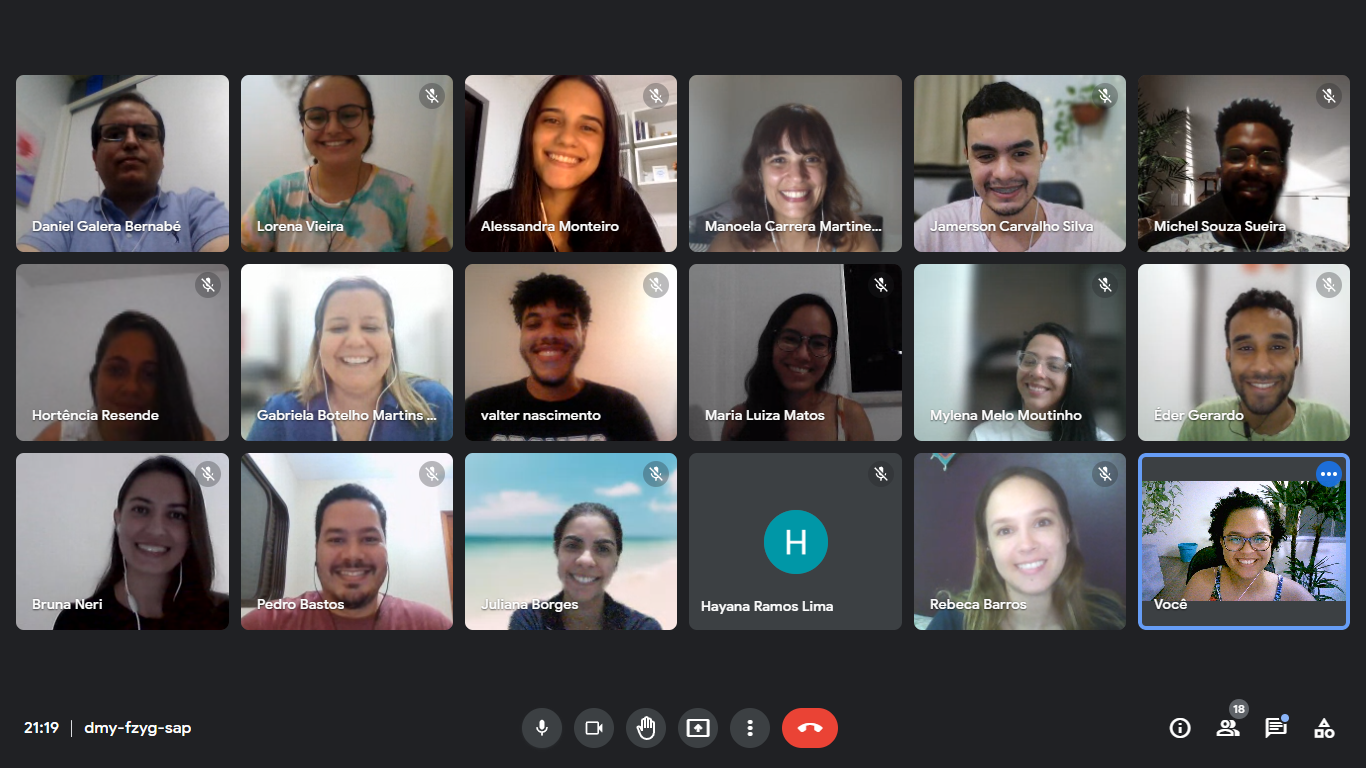 Daniel Galera Bernabé
Lorena Vieira
Alessandra Monteiro
Manoela Carrera Martine...
Jamerson Carvalho Silva
Michel Souza Sueira
Hortência Resende
Gabriela Botelho Martins ...
valter nascimento
Maria Luiza Matos
Mylena Melo Moutinho
Éder Gerardo
Bruna Neri
Pedro Bastos
Juliana Borges
H
Hayana Ramos Lima
Rebeca Barros
Você
21:19 | dmy-fzyg-sap
18